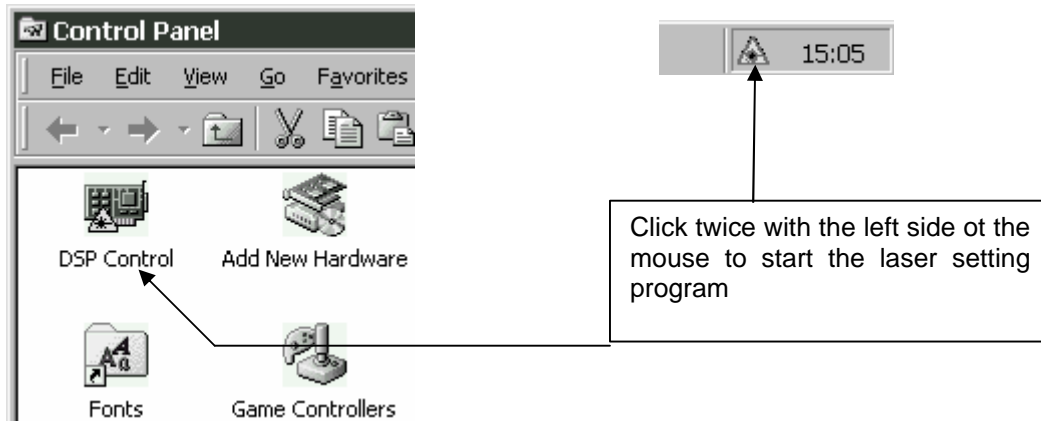 Control Panel
File Edit View Go Favorites
DSP Control Add New Hardware
Fonts Game Controllers
15:05
Click twice with the left side ot the
mouse to start the laser setting
program